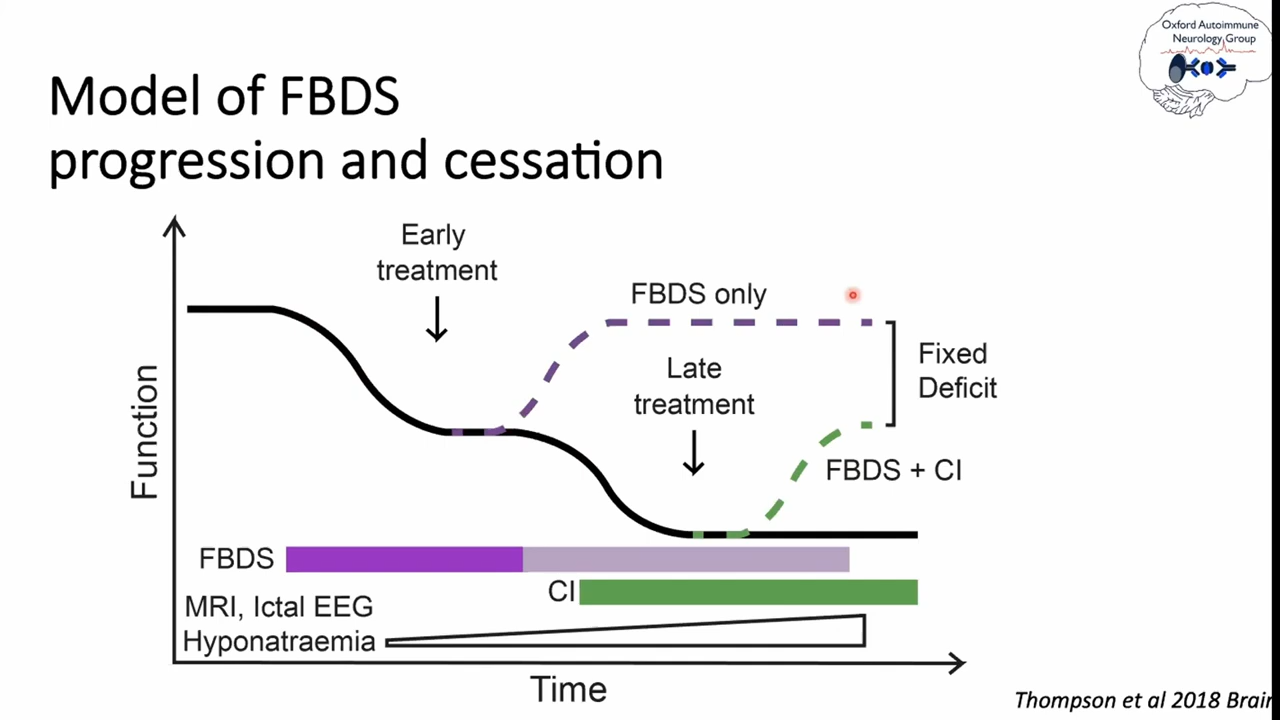 Oxford Autoimmune
Neurology Group
Model of FBDS
progression and cessation
Early
treatment
FBDS only
Late
treatment
Fixed
Deficit
FBDS + CI
Function
FBDS
CI
MRI, Ictal EEG
Hyponatraemia
Time
Thompson et al 2018 Brain